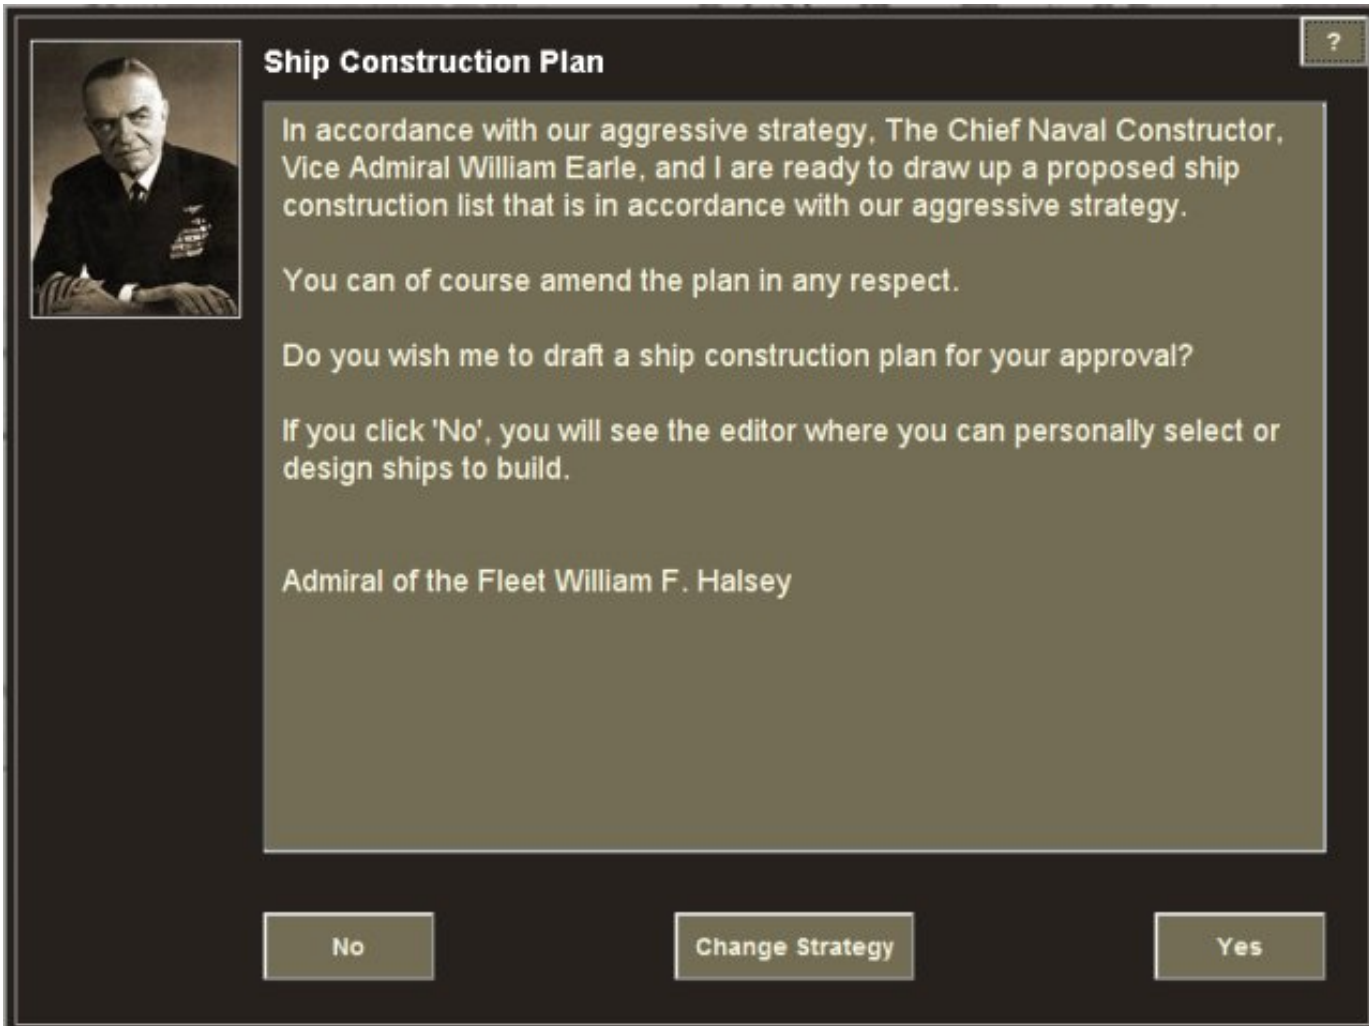 ?
Ship Construction Plan
In accordance with our aggressive strategy, The Chief Naval Constructor,
Vice Admiral William Earle, and I are ready to draw up a proposed ship
construction list that is in accordance with our aggressive strategy.
You can of course amend the plan in any respect.
Do you wish me to draft a ship construction plan for your approval?
If you click 'No', you will see the editor where you can personally select or
design ships to build.
Admiral of the Fleet William F. Halsey
No
Change Strategy
Yes